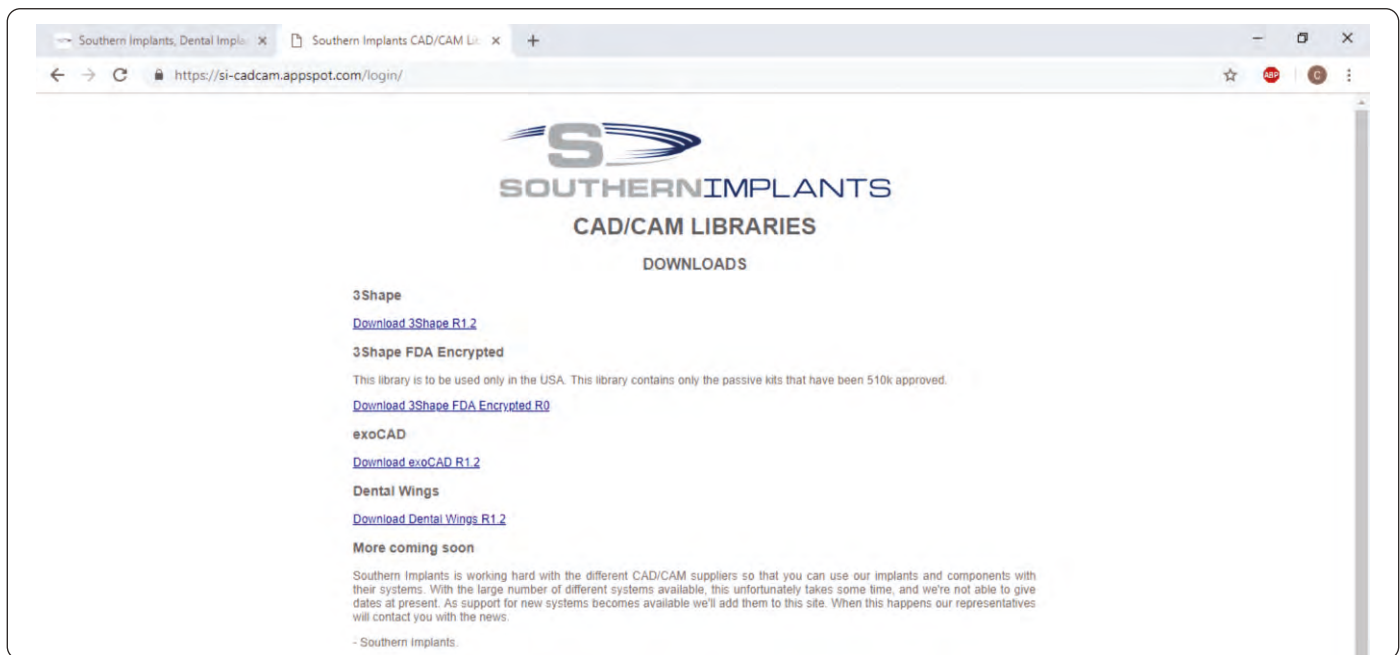 Southern Implants, Dental Impla
Southern Implants CAD/CAM Li
https://si-cadcam.appspot.com/login/
ABP
C
S
SOUTHERNIMPLANTS
CAD/CAM LIBRARIES
DOWNLOADS
3Shape
Download 3Shape R1.2
3Shape FDA Encrypted
This library is to be used only in the USA. This library contains only the passive kits that have been 510k approved.
Download 3Shape FDA Encrypted R0
exoCAD
Download exoCAD R1.2
Dental Wings
Download Dental Wings R1.2
More coming soon
Southern Implants is working hard with the different CAD/CAM suppliers so that you can use our implants and components with
their systems. With the large number of different systems available, this unfortunately takes some time, and we're not able to give
dates at present. As support for new systems becomes available we'll add them to this site. When this happens our representatives
will contact you with the news.
- Southern Implants.